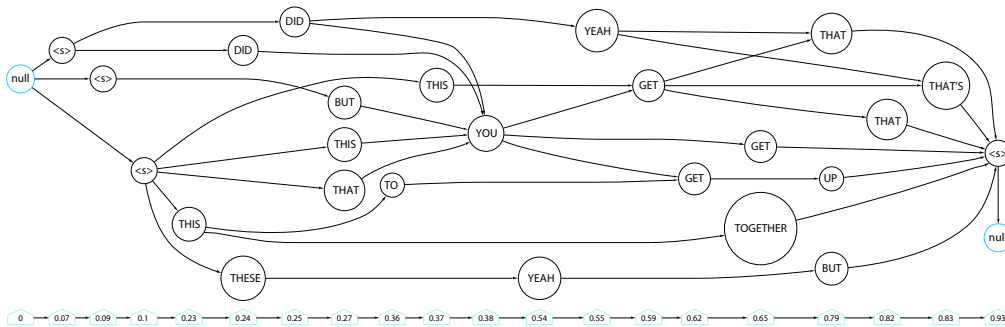 DID
YEAH
THAT
<s>
DID
null
<s>
THIS
GET
THAT'S
BUT
THAT
YOU
THIS
GET
<s>
<s>
THAT
TO
GET
UP
THIS
TOGETHER
null
THESE
YEAH
BUT
0 0.07 0.09 0.1 0.23 0.24 0.25 0.27 0.36 0.37 0.38 0.54 0.55 0.59 0.62 0.65 0.79 0.82 0.83 0.93